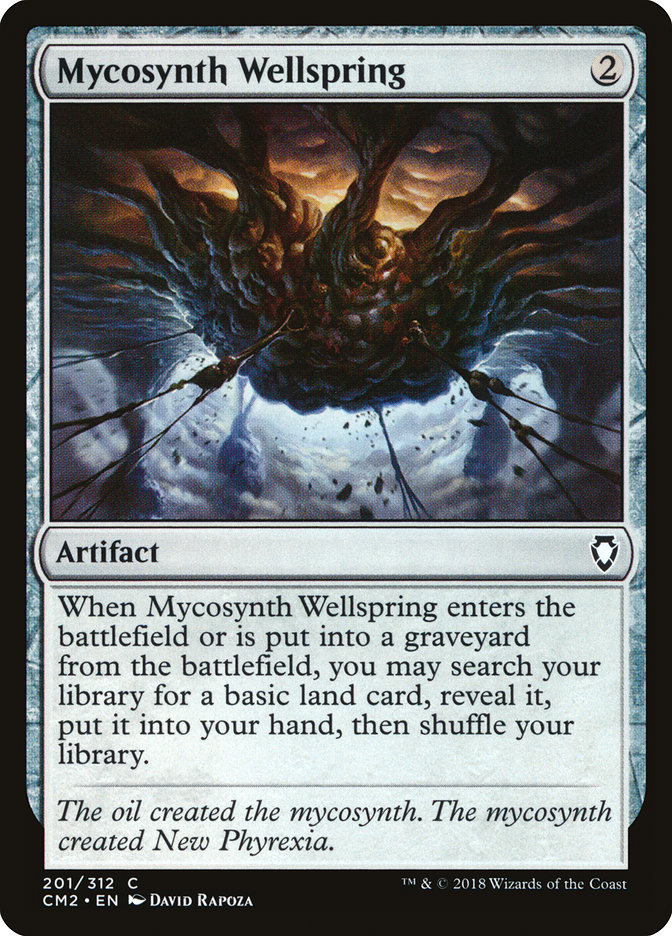 Mycosynth Wellspring 2
Artifact
When Mycosynth Wellspring enters the
battlefield or is put into a graveyard
from the battlefield, you may search your
library for a basic land card, reveal it,
put it into your hand, then shuffle your
library.
The oil created the mycosynth. The mycosynth
created New Phyrexia.
201/312 C
™ & © 2018 Wizards of the Coast
CM2 • EN David Rapoza